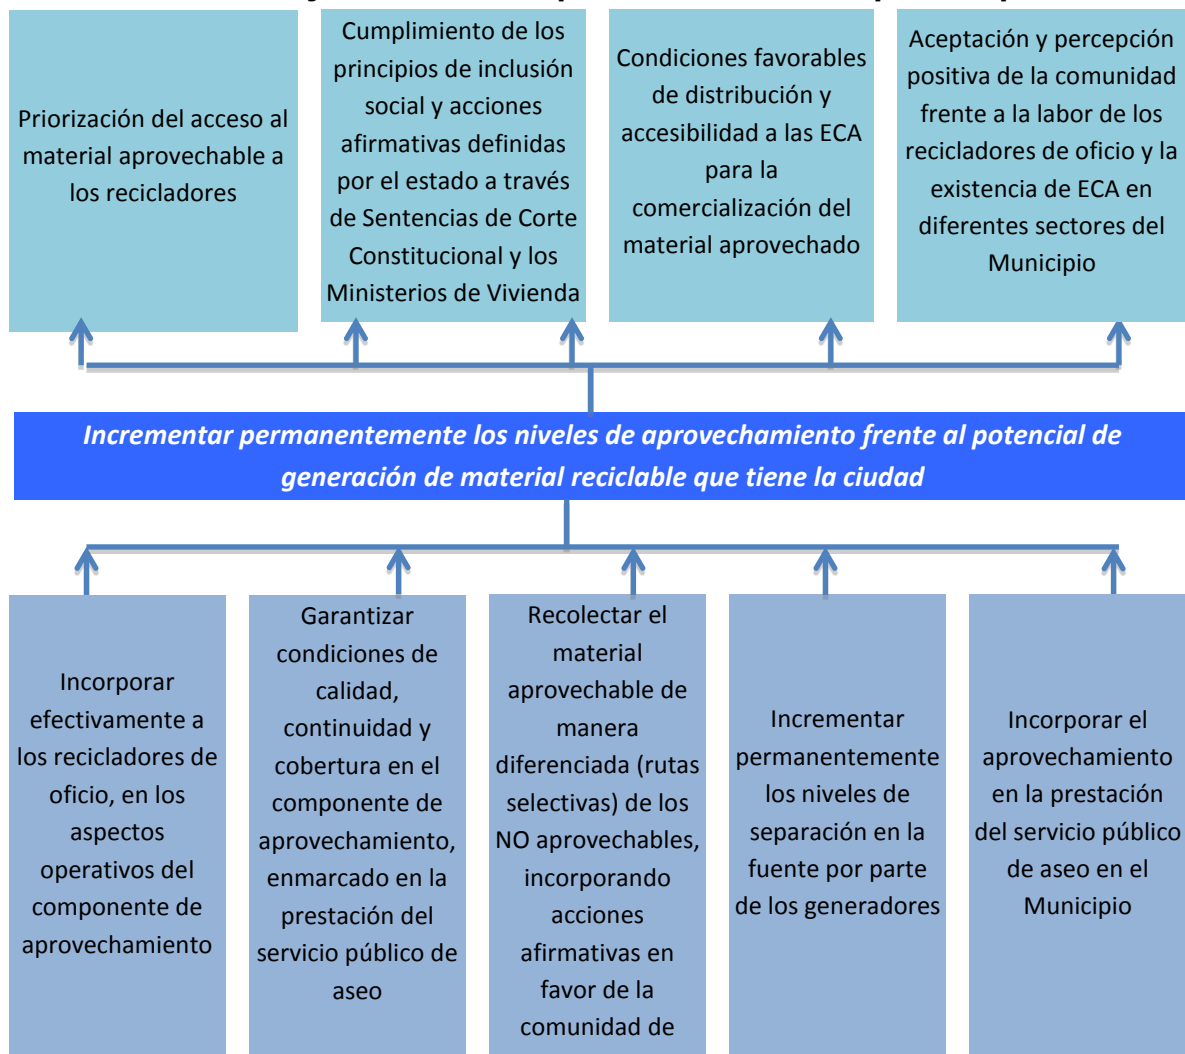 Priorización del acceso al
material aprovechable a
los recicladores
Cumplimiento de los
principios de inclusión
social y acciones
afirmativas definidas
por el estado a través
de Sentencias de Corte
Constitucional y los
Ministerios de Vivienda
Condiciones favorables
de distribución y
accesibilidad a las ECA
para la
comercialización del
material aprovechado
Aceptación y percepción
positiva de la comunidad
frente a la labor de los
recicladores de oficio y la
existencia de ECA en
diferentes sectores del
Municipio
Incrementar permanentemente los niveles de aprovechamiento frente al potencial de
generación de material reciclable que tiene la ciudad
Incorporar
efectivamente a
los recicladores de
oficio, en los
aspectos
operativos del
componente de
aprovechamiento
Garantizar
condiciones de
calidad,
continuidad y
cobertura en el
componente de
aprovechamiento,
enmarcado en la
prestación del
servicio público de
aseo
Recolectar el
material
aprovechable de
manera
diferenciada (rutas
selectivas) de los
NO aprovechables,
incorporando
acciones
afirmativas en
favor de la
comunidad de
Incrementar
permanentemente
los niveles de
separación en la
fuente por parte
de los generadores
Incorporar el
aprovechamiento
en la prestación
del servicio público
de aseo en el
Municipio